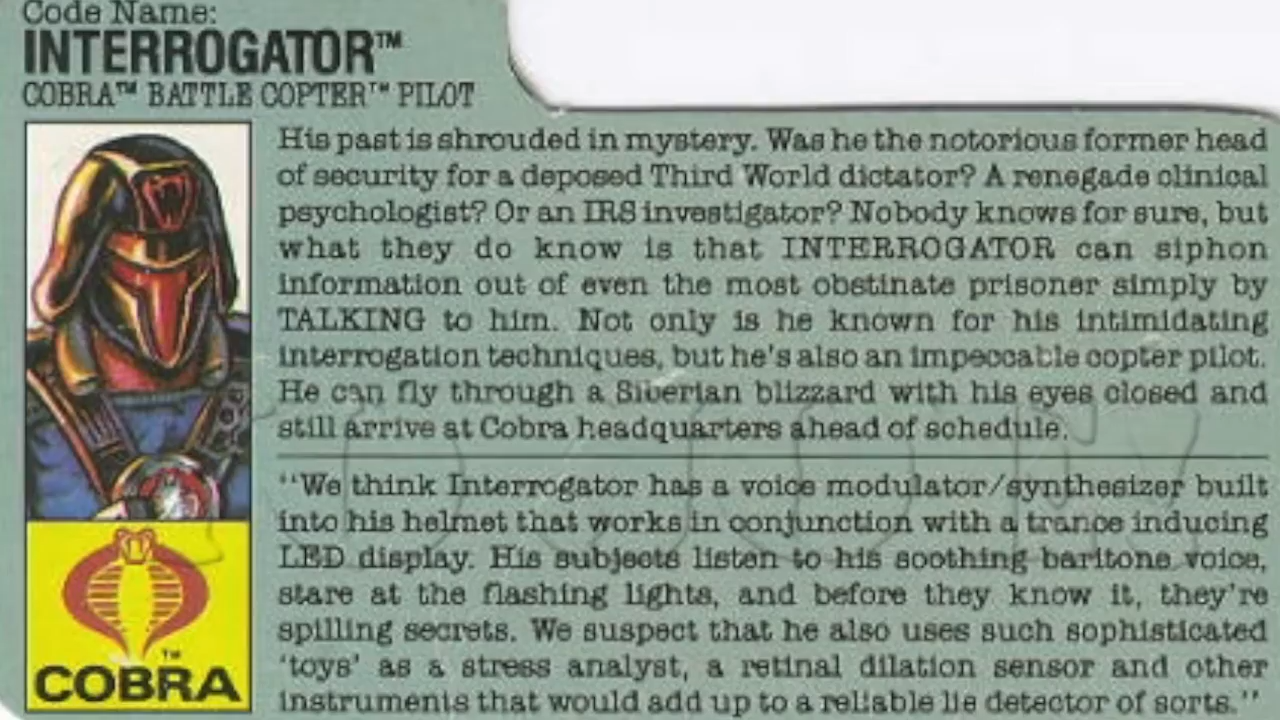 Code Name:
INTERROGATOR™
COBRA™ BATTLE COPTER™ PILOT
His past is shrouded in mystery. Was he the notorious former head
of security for a deposed Third World dictator? A renegade clinical
psychologist? Or an IRS investigator? Nobody knows for sure, but
what they do know is that INTERROGATOR can siphon
information out of even the most obstinate prisoner simply by
TALKING to him. Not only is he known for his intimidating
interrogation techniques, but he's also an impeccable copter pilot.
He can fly through a Siberian blizzard with his eyes closed and
still arrive at Cobra headquarters ahead of schedule.
"We think Interrogator has a voice modulator/synthesizer built
into his helmet that works in conjunction with a trance inducing
LED display. His subjects listen to his soothing baritone voice,
stare at the flashing lights, and before they know it, they're
spilling secrets. We suspect that he also uses such sophisticated
'toys' as a stress analyst, a retinal dilation sensor and other
instruments that would add up to a reliable lie detector of sorts."
™
COBRA